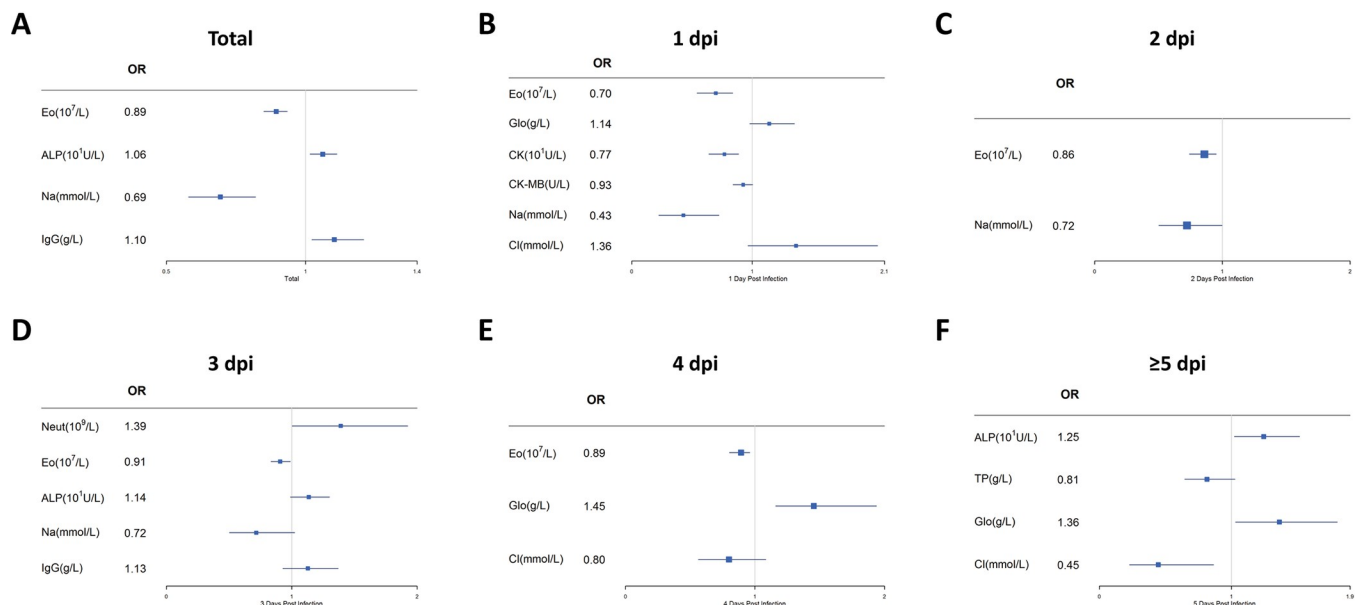 A
Total
OR
Eo(10⁷/L) 0.89
ALP(10¹U/L) 1.06
Na(mmol/L) 0.69
IgG(g/L) 1.10
0.5 1 1.4
Total
B
1 dpi
OR
Eo(10⁷/L) 0.70
Glo(g/L) 1.14
CK(10¹U/L) 0.77
CK-MB(U/L) 0.93
Na(mmol/L) 0.43
Cl(mmol/L) 1.36
0 1 2.1
1 Day Post Infection
C
2 dpi
OR
Eo(10⁷/L) 0.86
Na(mmol/L) 0.72
0 1 2
2 Days Post Infection
D
3 dpi
OR
Neut(10⁹/L) 1.39
Eo(10⁷/L) 0.91
ALP(10¹U/L) 1.14
Na(mmol/L) 0.72
IgG(g/L) 1.13
0 1 2
3 Days Post Infection
E
4 dpi
OR
Eo(10⁷/L) 0.89
Glo(g/L) 1.45
Cl(mmol/L) 0.80
0 1 2
4 Days Post Infection
F
≥5 dpi
OR
ALP(10¹U/L) 1.25
TP(g/L) 0.81
Glo(g/L) 1.36
Cl(mmol/L) 0.45
0 1 1.9
5 Days Post Infection